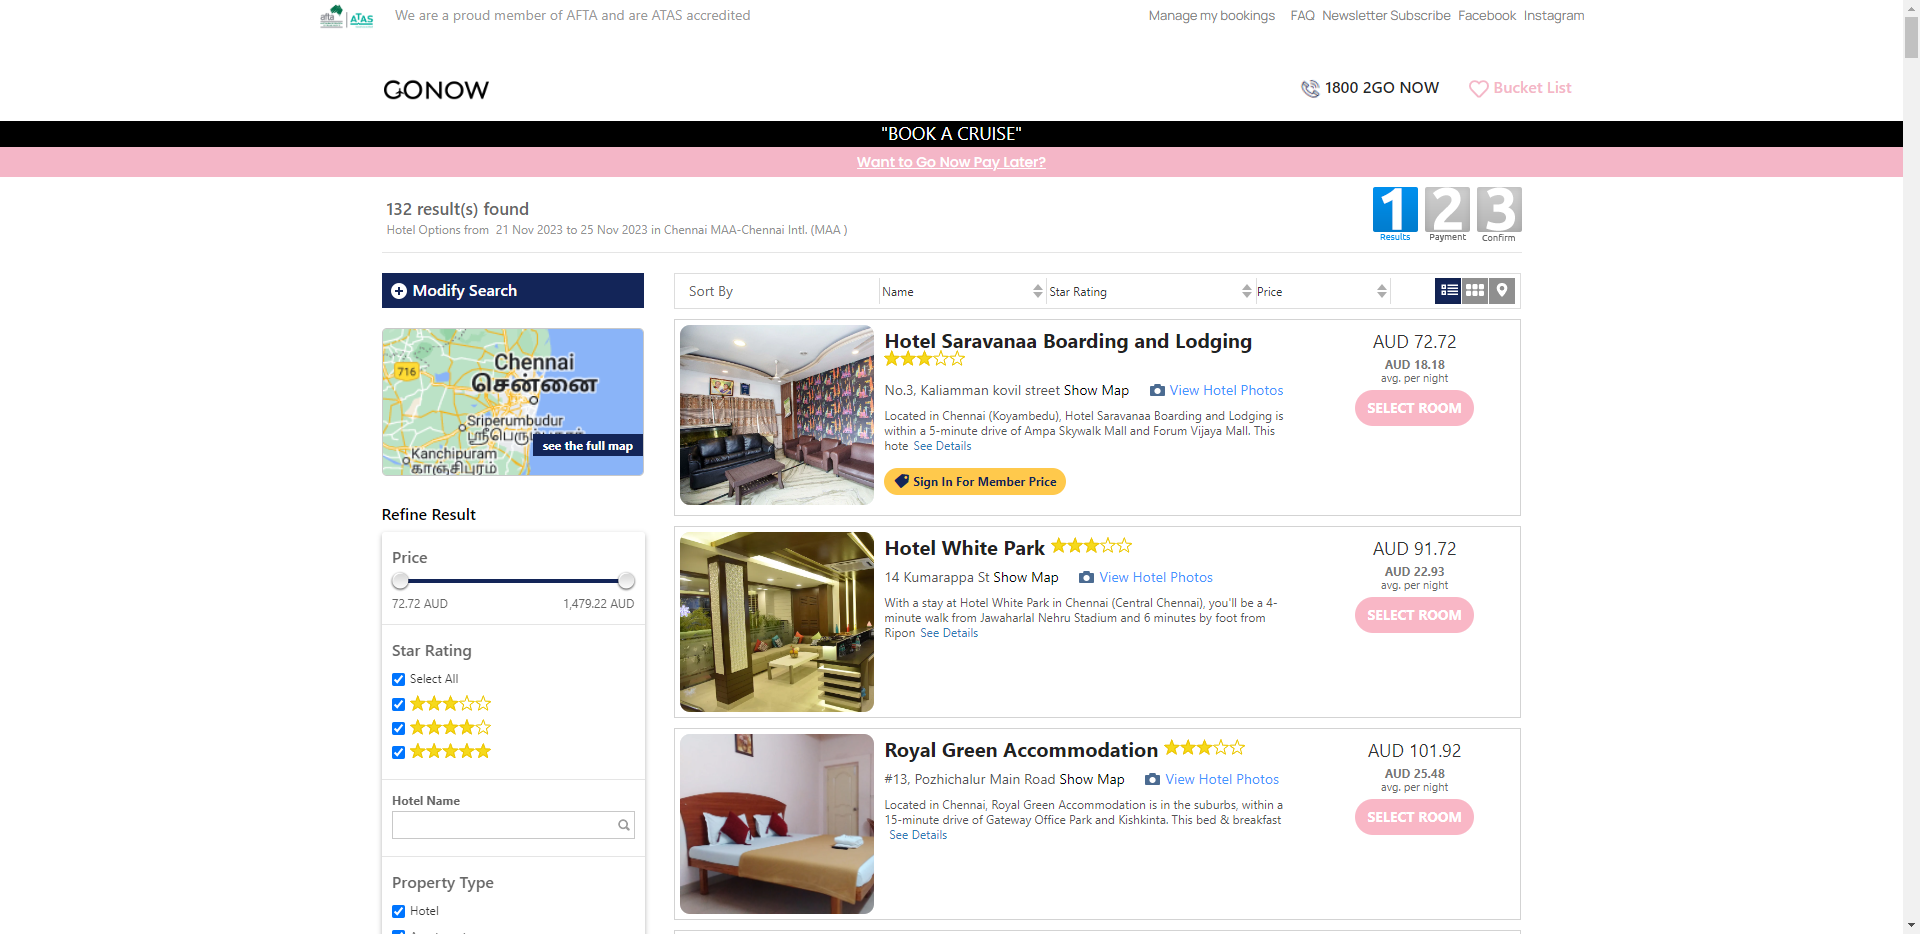 afta ATAS We are a proud member of AFTA and are ATAS accredited
Manage my bookings FAQ Newsletter Subscribe Facebook Instagram
GONOW
1800 2GO NOW Bucket List
"BOOK A CRUISE"
Want to Go Now Pay Later?
132 result(s) found
Hotel Options from 21 Nov 2023 to 25 Nov 2023 in Chennai MAA-Chennai Intl. (MAA )
1 2 3
Results Payment Confirm
Modify Search
716
Chennai
சென்னை
Sriperumbudur
Kanchipuram
காஞ்சிபுரம்
see the full map
Refine Result
Price
72.72 AUD 1,479.22 AUD
Star Rating
Select All
Hotel Name
Property Type
Hotel
Sort By Name Star Rating Price
Hotel Saravanaa Boarding and Lodging
No.3, Kaliamman kovil street Show Map View Hotel Photos
Located in Chennai (Koyambedu), Hotel Saravanaa Boarding and Lodging is
within a 5-minute drive of Ampa Skywalk Mall and Forum Vijaya Mall. This
hote See Details
Sign In For Member Price
AUD 72.72
AUD 18.18
avg. per night
SELECT ROOM
Hotel White Park
14 Kumarappa St Show Map View Hotel Photos
With a stay at Hotel White Park in Chennai (Central Chennai), you'll be a 4-
minute walk from Jawaharlal Nehru Stadium and 6 minutes by foot from
Ripon See Details
AUD 91.72
AUD 22.93
avg. per night
SELECT ROOM
Royal Green Accommodation
#13, Pozhichalur Main Road Show Map View Hotel Photos
Located in Chennai, Royal Green Accommodation is in the suburbs, within a
15-minute drive of Gateway Office Park and Kishkinta. This bed & breakfast
See Details
AUD 101.92
AUD 25.48
avg. per night
SELECT ROOM